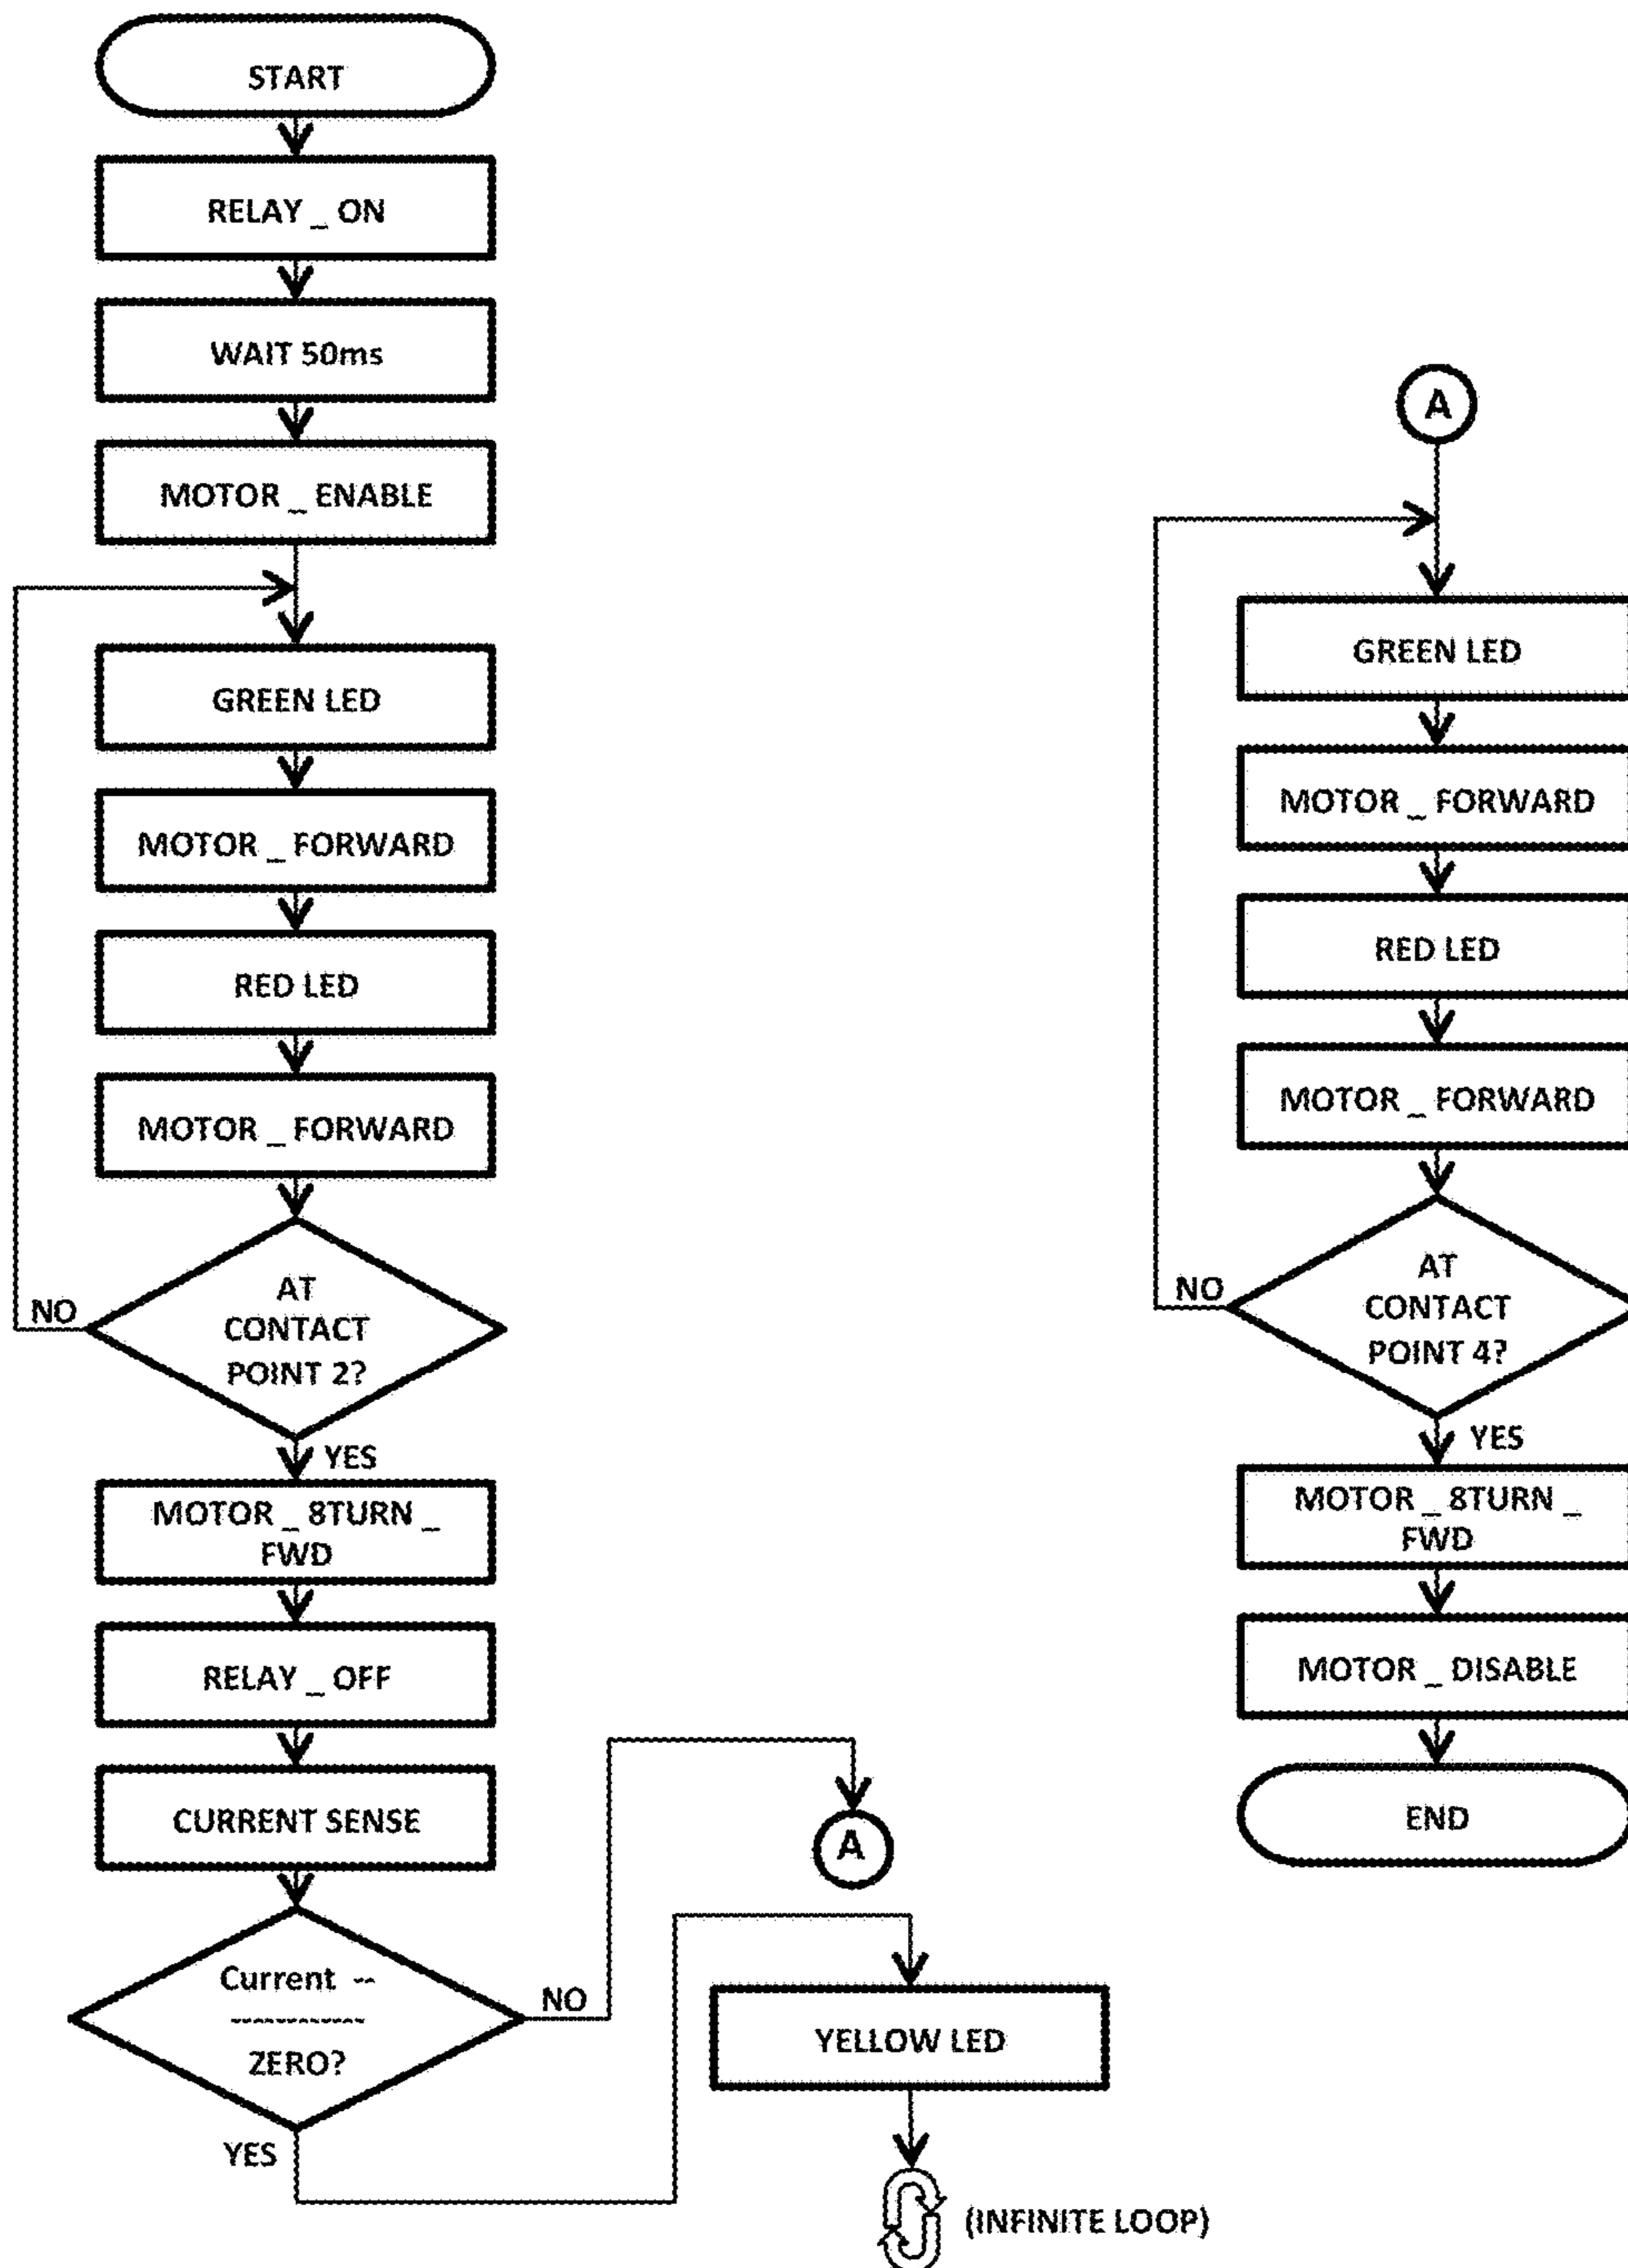 START
RELAY _ ON
WAIT 50ms
MOTOR _ ENABLE
GREEN LED
MOTOR _ FORWARD
RED LED
MOTOR _ FORWARD
AT
CONTACT
POINT 2?
NO
YES
MOTOR _ 8TURN _
FWD
RELAY _ OFF
CURRENT SENSE
Current --
------------
ZERO?
NO
YES
A
YELLOW LED
(INFINITE LOOP)
A
GREEN LED
MOTOR _ FORWARD
RED LED
MOTOR _ FORWARD
AT
CONTACT
POINT 4?
NO
YES
MOTOR _ 8TURN _
FWD
MOTOR _ DISABLE
END